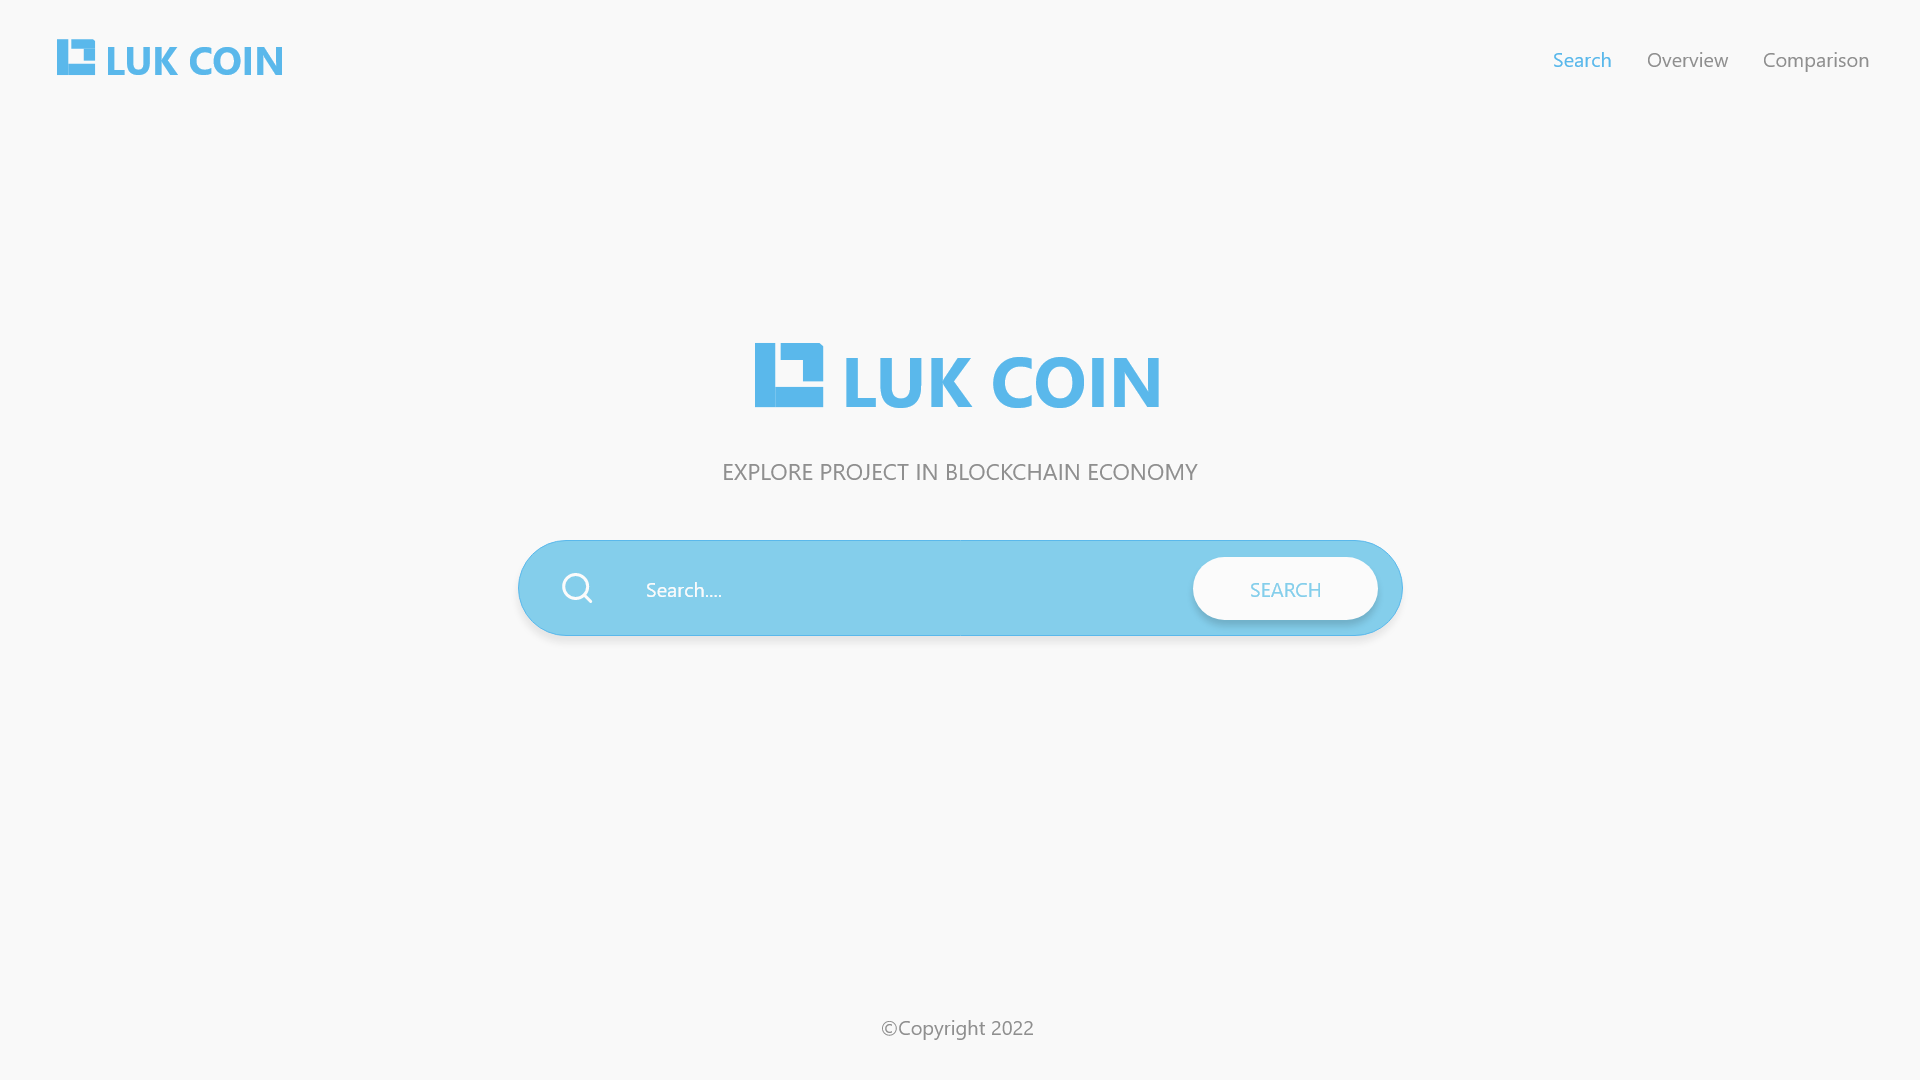 LUK COIN
Search Overview Comparison
LUK COIN
EXPLORE PROJECT IN BLOCKCHAIN ECONOMY
Search.... SEARCH
©Copyright 2022